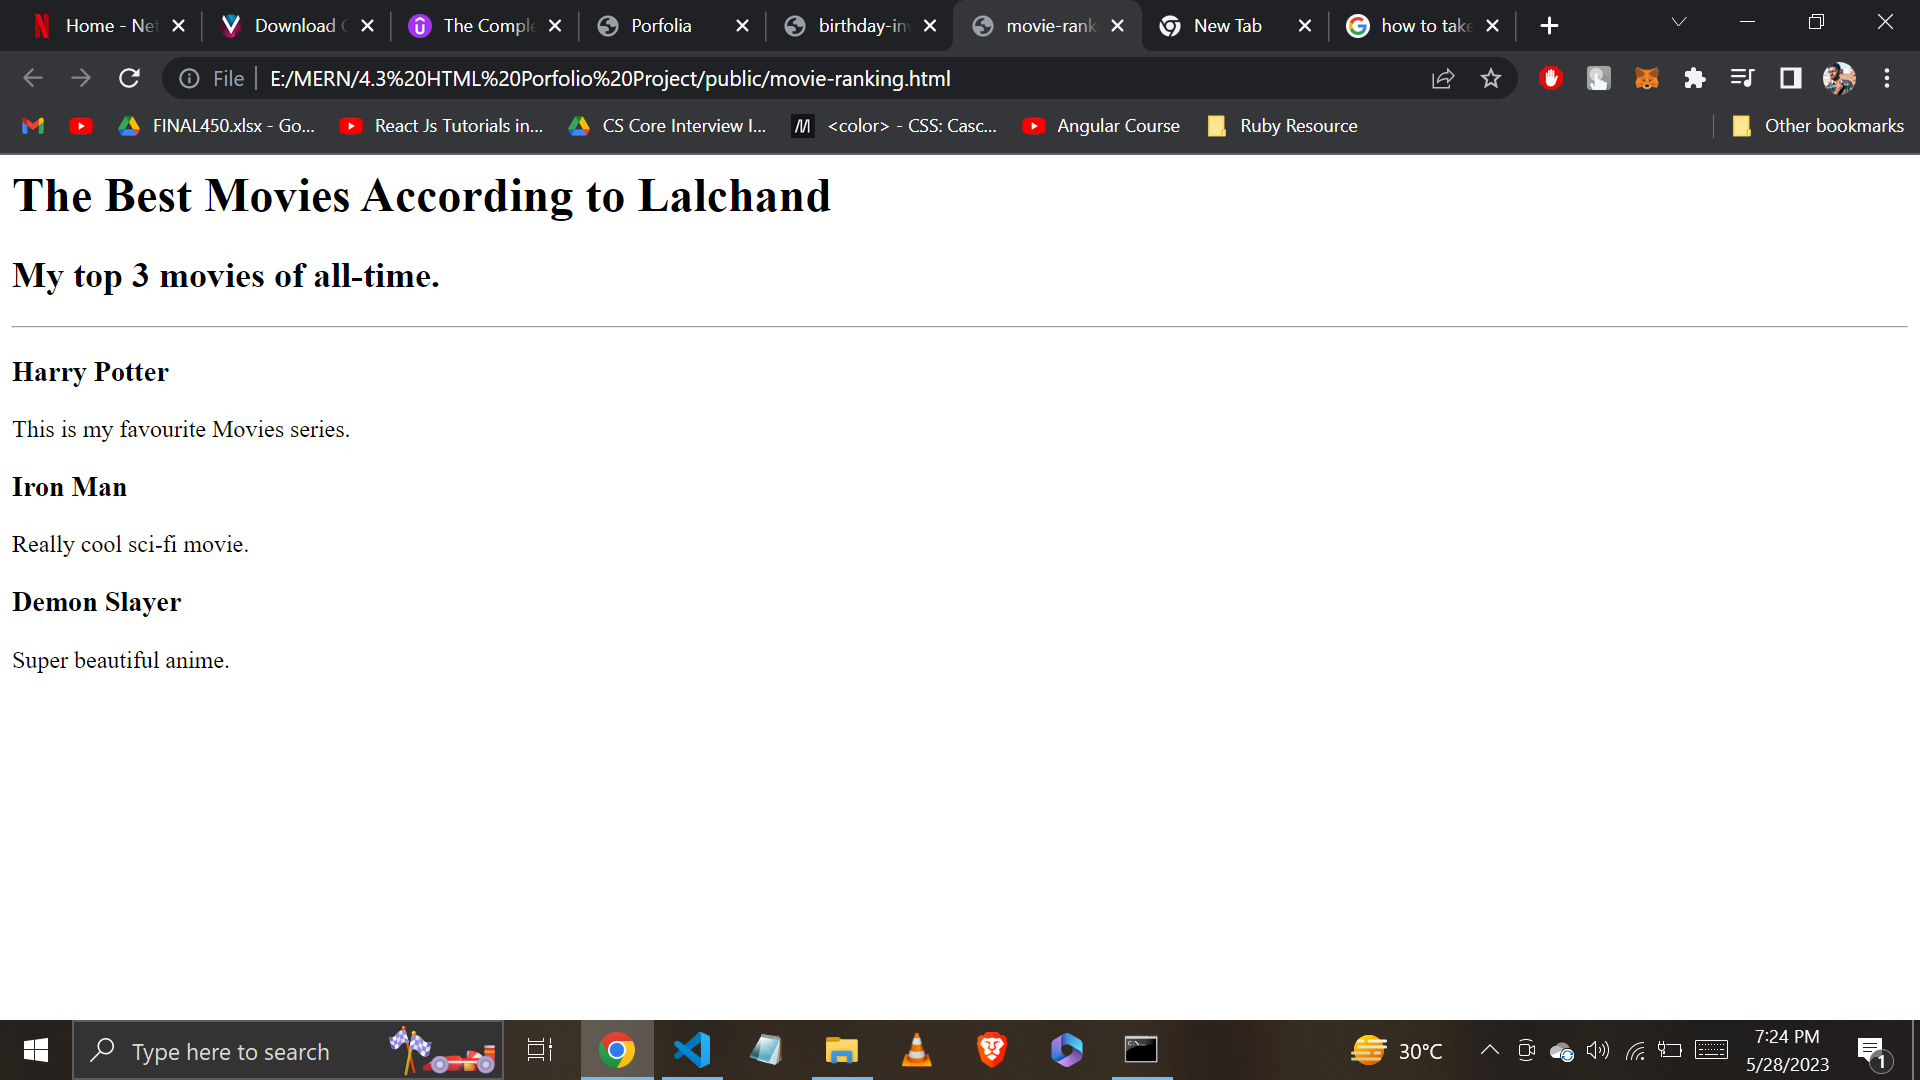 Home - Net
Download
The Comple
Porfolia
birthday-in
movie-rank
New Tab
how to take
File
E:/MERN/4.3%20HTML%20Porfolio%20Project/public/movie-ranking.html
FINAL450.xlsx - Go...
React Js Tutorials in...
CS Core Interview I...
<color> - CSS: Casc...
Angular Course
Ruby Resource
Other bookmarks
The Best Movies According to Lalchand
My top 3 movies of all-time.
Harry Potter
This is my favourite Movies series.
Iron Man
Really cool sci-fi movie.
Demon Slayer
Super beautiful anime.
Type here to search
30°C
7:24 PM
5/28/2023
1